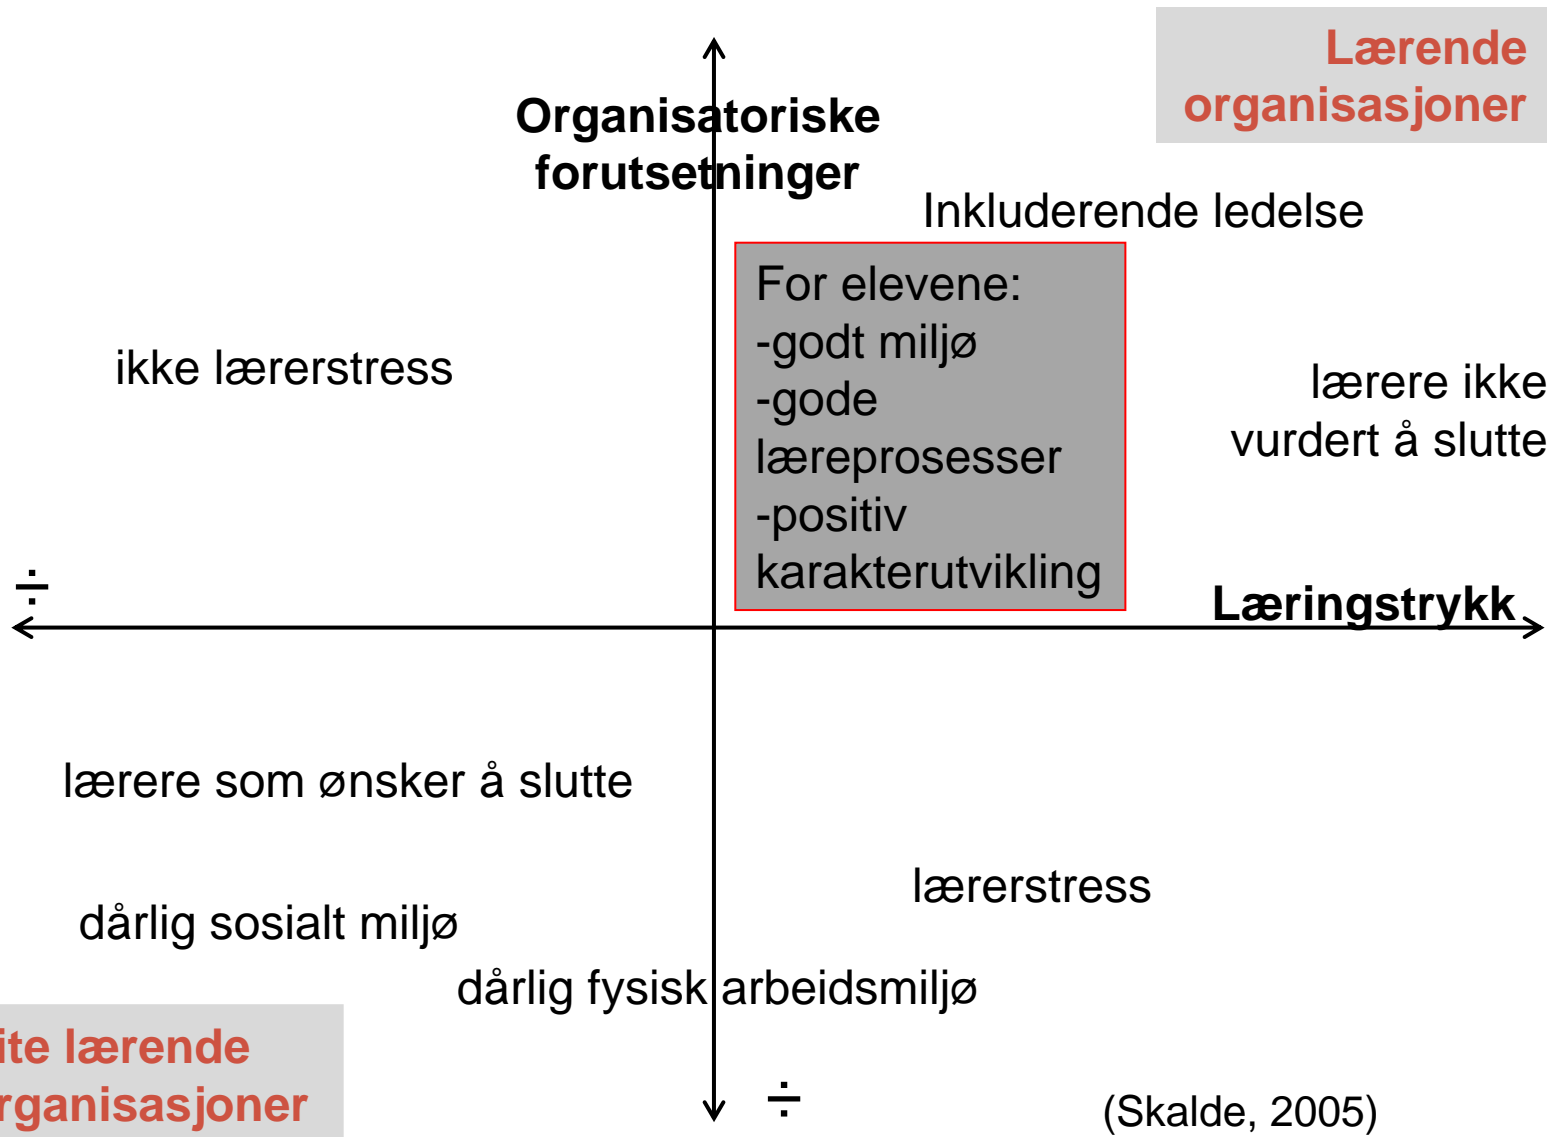 Lærende
organisasjoner
Organisatoriske
forutsetninger
Inkluderende ledelse
For elevene:
-godt miljø
-gode
læreprosesser
-positiv
karakterutvikling
ikke lærerstress
lærere ikke
vurdert å slutte
÷
Læringstrykk
lærere som ønsker å slutte
lærerstress
dårlig sosialt miljø
dårlig fysisk arbeidsmiljø
ite lærende
rganisasjoner
÷
(Skalde, 2005)